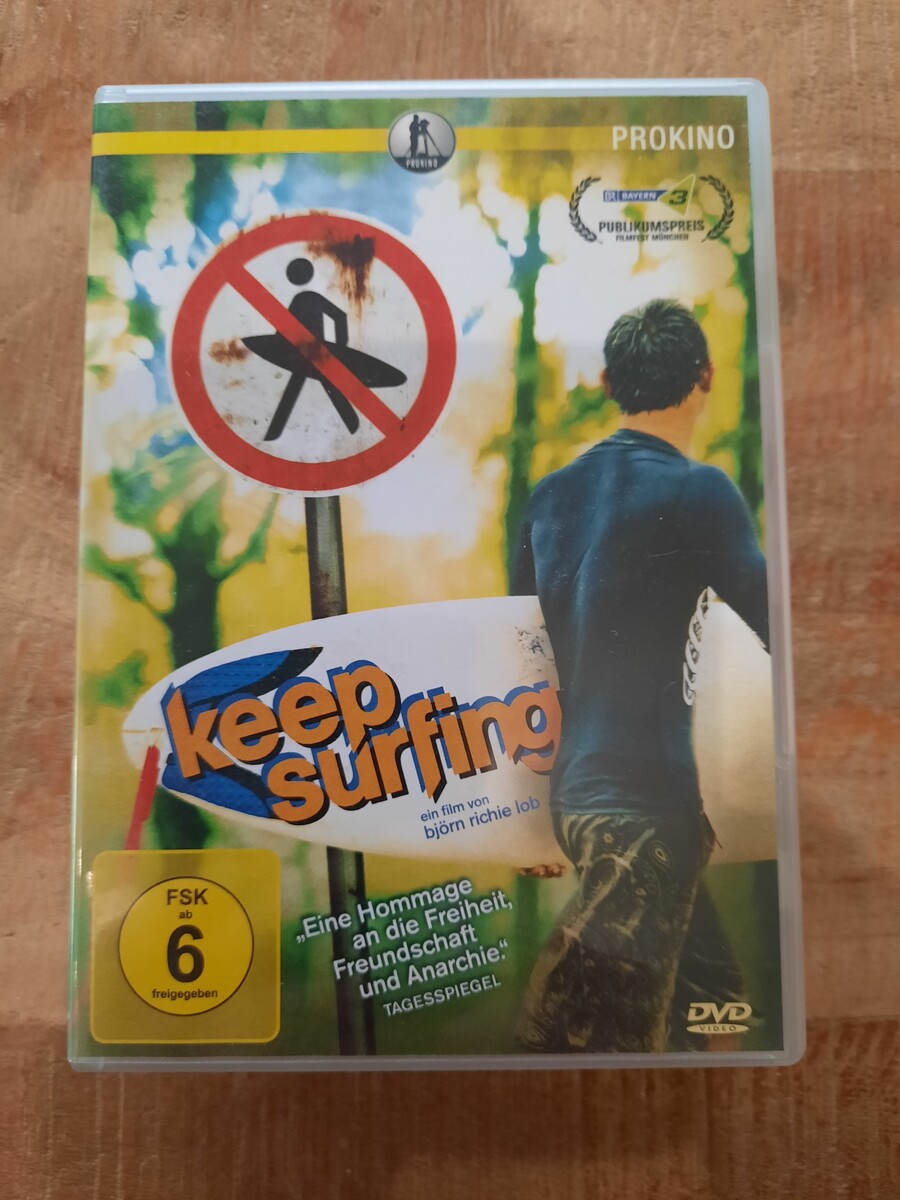 PROKINO
PROKINO
BR BAYERN 3
PUBLIKUMSPREIS
FILMFEST MÜNCHEN
keep
surfing
ein film von
björn richie lob
„Eine Hommage
an die Freiheit,
Freundschaft
und Anarchie.“
TAGESSPIEGEL
FSK
ab
6
freigegeben
DVD
VIDEO